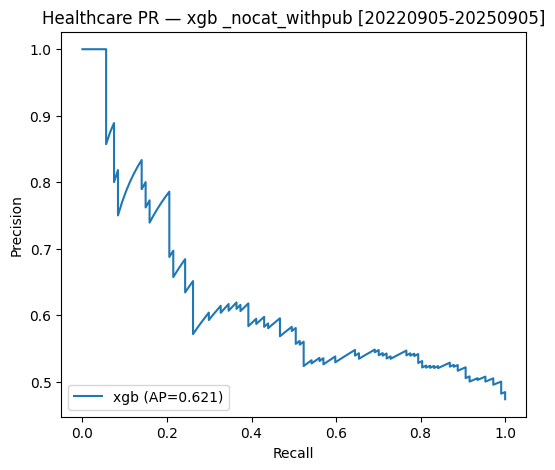 Healthcare PR — xgb _nocat_withpub [20220905-20250905]
1.0
0.9
0.8
0.7
0.6
0.5
Precision
xgb (AP=0.621)
0.0 0.2 0.4 0.6 0.8 1.0
Recall